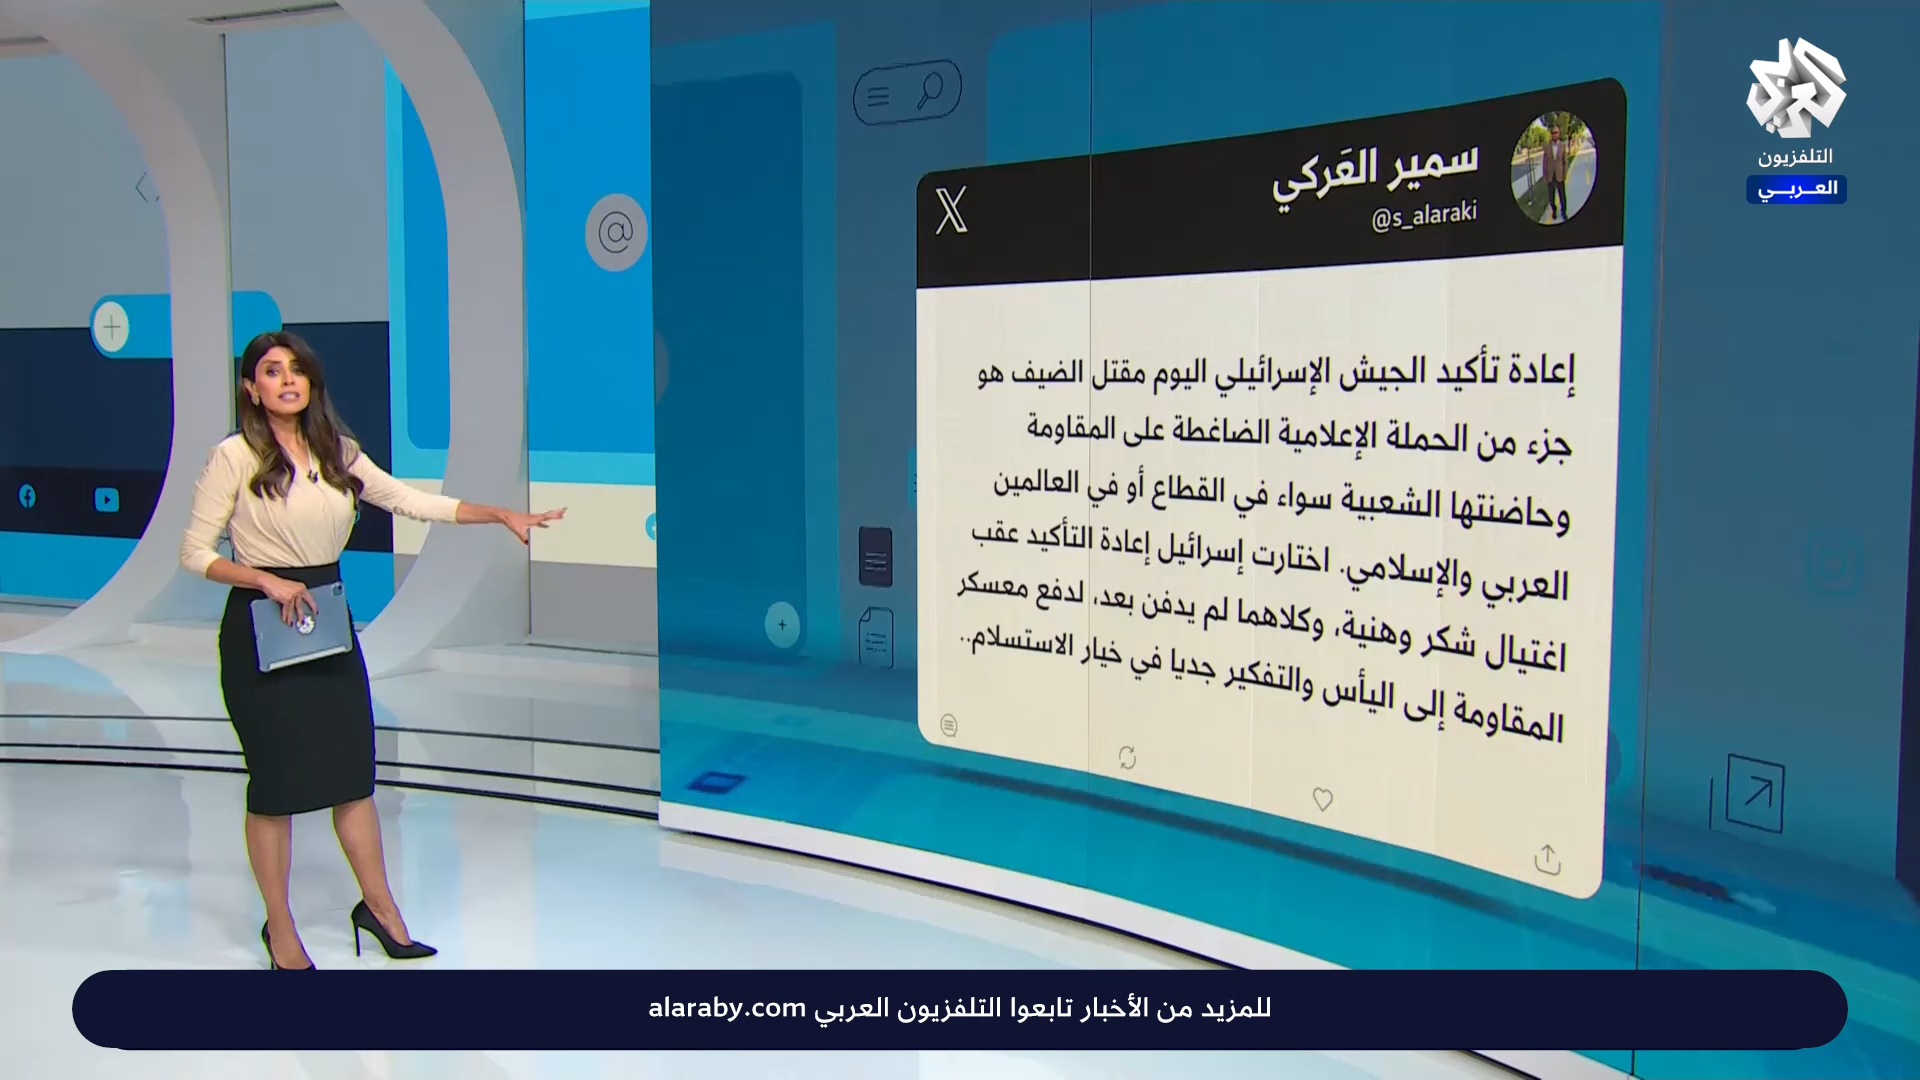 العربي
التلفزيون
العربي
سمير العَركي
@s_alaraki
إعادة تأكيد الجيش الإسرائيلي اليوم مقتل الضيف هو
جزء من الحملة الإعلامية الضاغطة على المقاومة
وحاضنتها الشعبية سواء في القطاع أو في العالمين
العربي والإسلامي. اختارت إسرائيل إعادة التأكيد عقب
اغتيال شكر وهنية، وكلاهما لم يدفن بعد، لدفع معسكر
المقاومة إلى اليأس والتفكير جديا في خيار الاستسلام..
للمزيد من الأخبار تابعوا التلفزيون العربي alaraby.com